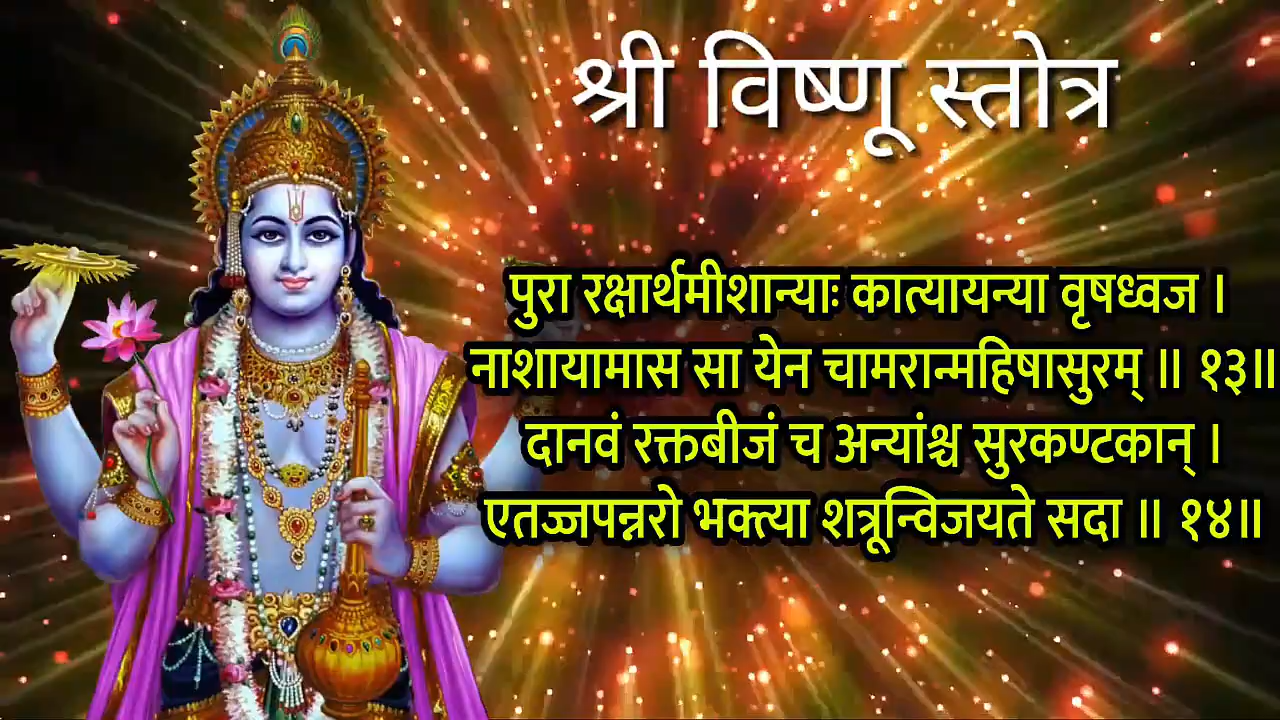 श्री विष्णू स्तोत्र
पुरा रक्षार्थमीशान्याः कात्यायन्या वृषध्वज ।
नाशायामास सा येन चामरान्महिषासुरम् ॥ १३॥
दानवं रक्तबीजं च अन्यांश्च सुरकण्टकान् ।
एतज्जपन्नरो भक्त्या शत्रून्विजयते सदा ॥ १४॥